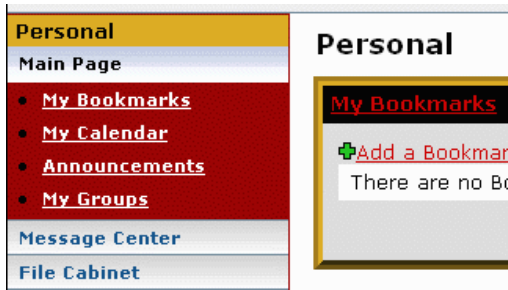 Personal
Main Page
My Bookmarks
My Calendar
Announcements
My Groups
Message Center
File Cabinet
Personal
My Bookmarks
Add a Bookmar
There are no Bo